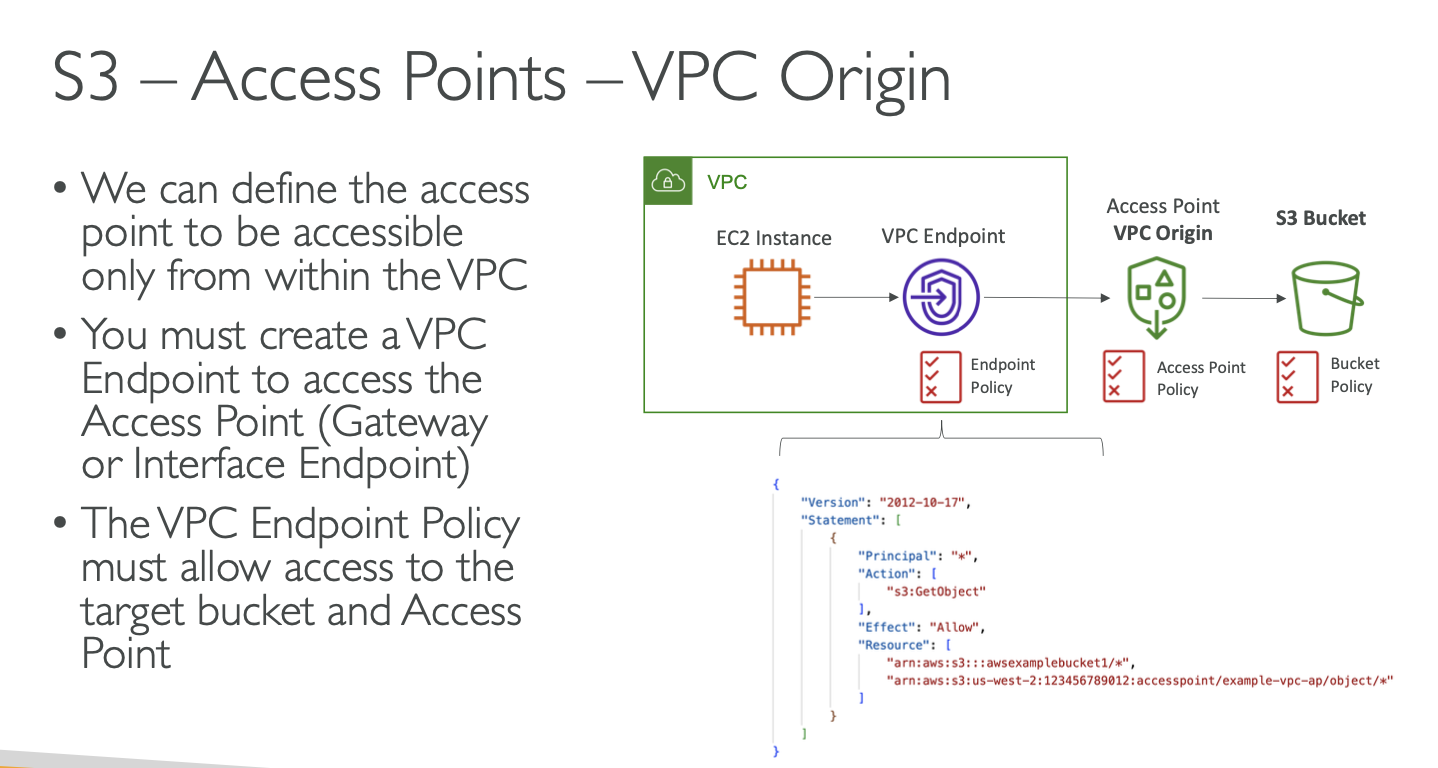 S3 – Access Points – VPC Origin
• We can define the access
point to be accessible
only from within the VPC
• You must create a VPC
Endpoint to access the
Access Point (Gateway
or Interface Endpoint)
• The VPC Endpoint Policy
must allow access to the
target bucket and Access
Point
VPC
EC2 Instance
VPC Endpoint
Access Point
VPC Origin
S3 Bucket
Endpoint
Policy
Access Point
Policy
Bucket
Policy
{
"Version": "2012-10-17",
"Statement": [
{
"Principal": "*",
"Action": [
"s3:GetObject"
],
"Effect": "Allow",
"Resource": [
"arn:aws:s3:::awsexamplebucket1/*",
"arn:aws:s3:us-west-2:123456789012:accesspoint/example-vpc-ap/object/*"
]
}
]
}